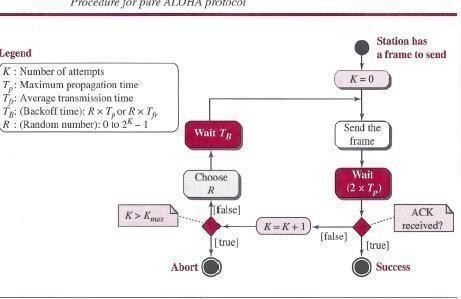 Procedure for pure ALOHA protocol
Legend
K : Number of attempts
Tp : Maximum propagation time
Tfr : Average transmission time
TB : (Backoff time): R × Tp or R × Tfr
R : (Random number): 0 to 2^K – 1
Station has
a frame to send
K = 0
Wait TB
Send the
frame
Choose
R
Wait
(2 × Tp)
K > Kmax
[false]
K = K + 1
[false]
ACK
received?
[true]
[true]
Abort
Success